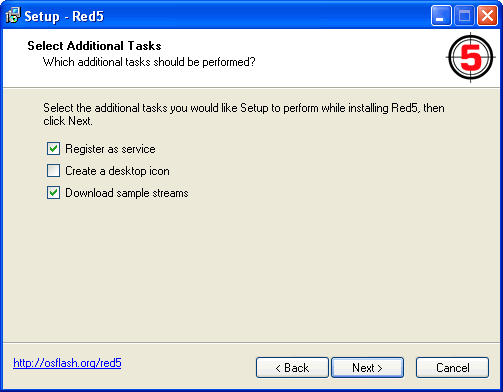 Setup - Red5
Select Additional Tasks
Which additional tasks should be performed?
5
Select the additional tasks you would like Setup to perform while installing Red5, then
click Next.
Register as service
Create a desktop icon
Download sample streams
http://osflash.org/red5
< Back
Next >
Cancel